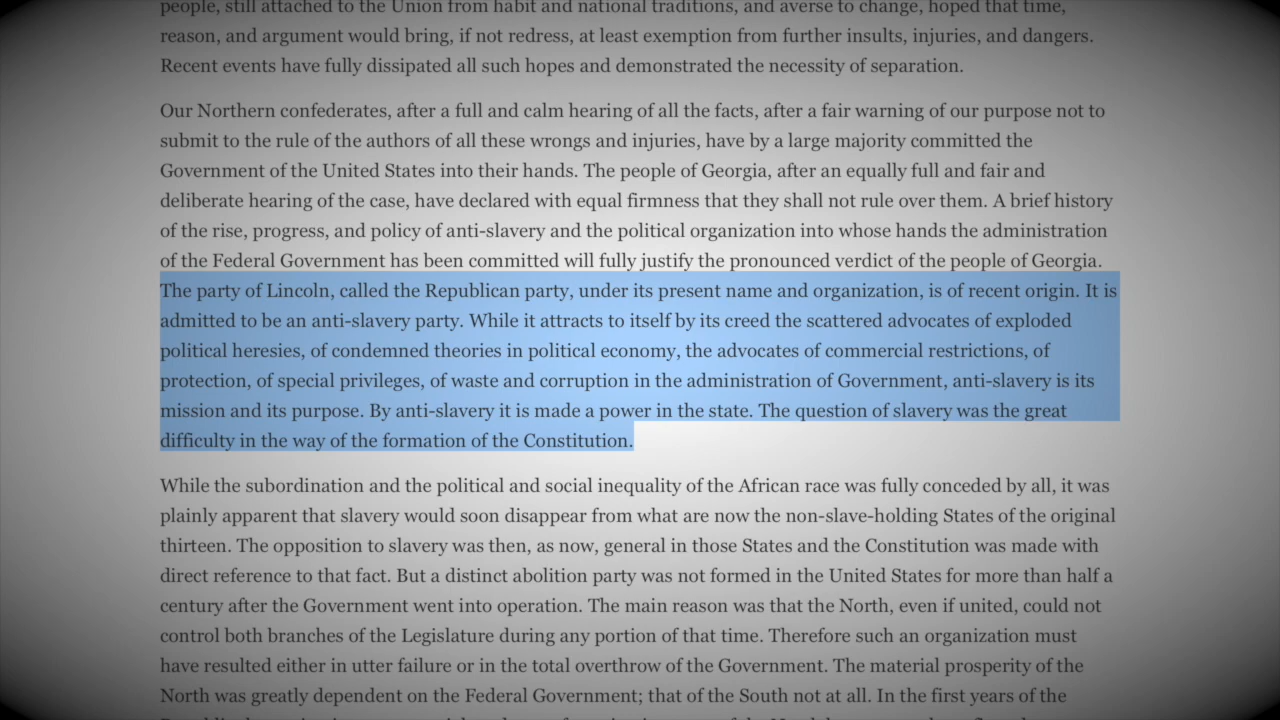 people, still attached to the Union from habit and national traditions, and averse to change, hoped that time,
reason, and argument would bring, if not redress, at least exemption from further insults, injuries, and dangers.
Recent events have fully dissipated all such hopes and demonstrated the necessity of separation.
Our Northern confederates, after a full and calm hearing of all the facts, after a fair warning of our purpose not to
submit to the rule of the authors of all these wrongs and injuries, have by a large majority committed the
Government of the United States into their hands. The people of Georgia, after an equally full and fair and
deliberate hearing of the case, have declared with equal firmness that they shall not rule over them. A brief history
of the rise, progress, and policy of anti-slavery and the political organization into whose hands the administration
of the Federal Government has been committed will fully justify the pronounced verdict of the people of Georgia.
The party of Lincoln, called the Republican party, under its present name and organization, is of recent origin. It is
admitted to be an anti-slavery party. While it attracts to itself by its creed the scattered advocates of exploded
political heresies, of condemned theories in political economy, the advocates of commercial restrictions, of
protection, of special privileges, of waste and corruption in the administration of Government, anti-slavery is its
mission and its purpose. By anti-slavery it is made a power in the state. The question of slavery was the great
difficulty in the way of the formation of the Constitution.
While the subordination and the political and social inequality of the African race was fully conceded by all, it was
plainly apparent that slavery would soon disappear from what are now the non-slave-holding States of the original
thirteen. The opposition to slavery was then, as now, general in those States and the Constitution was made with
direct reference to that fact. But a distinct abolition party was not formed in the United States for more than half a
century after the Government went into operation. The main reason was that the North, even if united, could not
control both branches of the Legislature during any portion of that time. Therefore such an organization must
have resulted either in utter failure or in the total overthrow of the Government. The material prosperity of the
North was greatly dependent on the Federal Government; that of the South not at all. In the first years of the